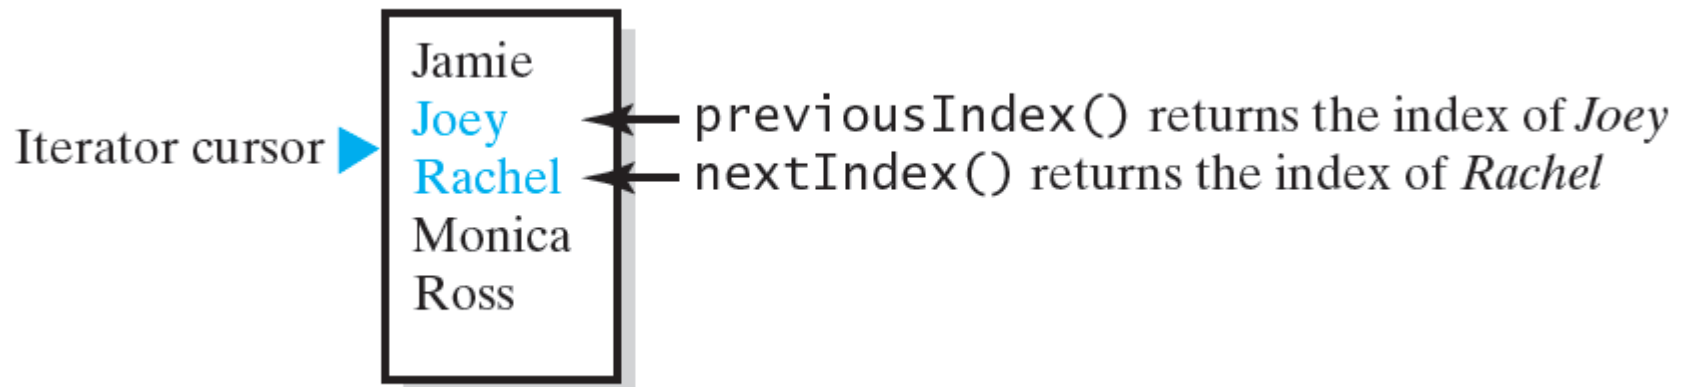 Jamie
Joey
previousIndex() returns the index of Joey
Iterator cursor
Rachel
nextIndex() returns the index of Rachel
Monica
Ross